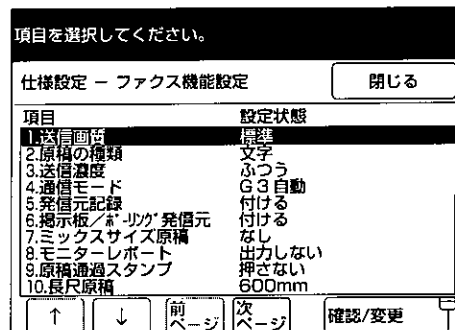 項目を選択してください。
仕様設定 － ファクス機能設定 閉じる
項目 設定状態
1.送信画質 標準
2.原稿の種類 文字
3.送信濃度 ふつう
4.通信モード G3自動
5.発信元記録 付ける
6.掲示板／ﾎﾟｰﾘﾝｸﾞ発信元 付ける
7.ミックスサイズ原稿 なし
8.モニターレポート 出力しない
9.原稿通過スタンプ 押さない
10.長尺原稿 600mm
↑ ↓ 前ページ 次ページ 確認/変更